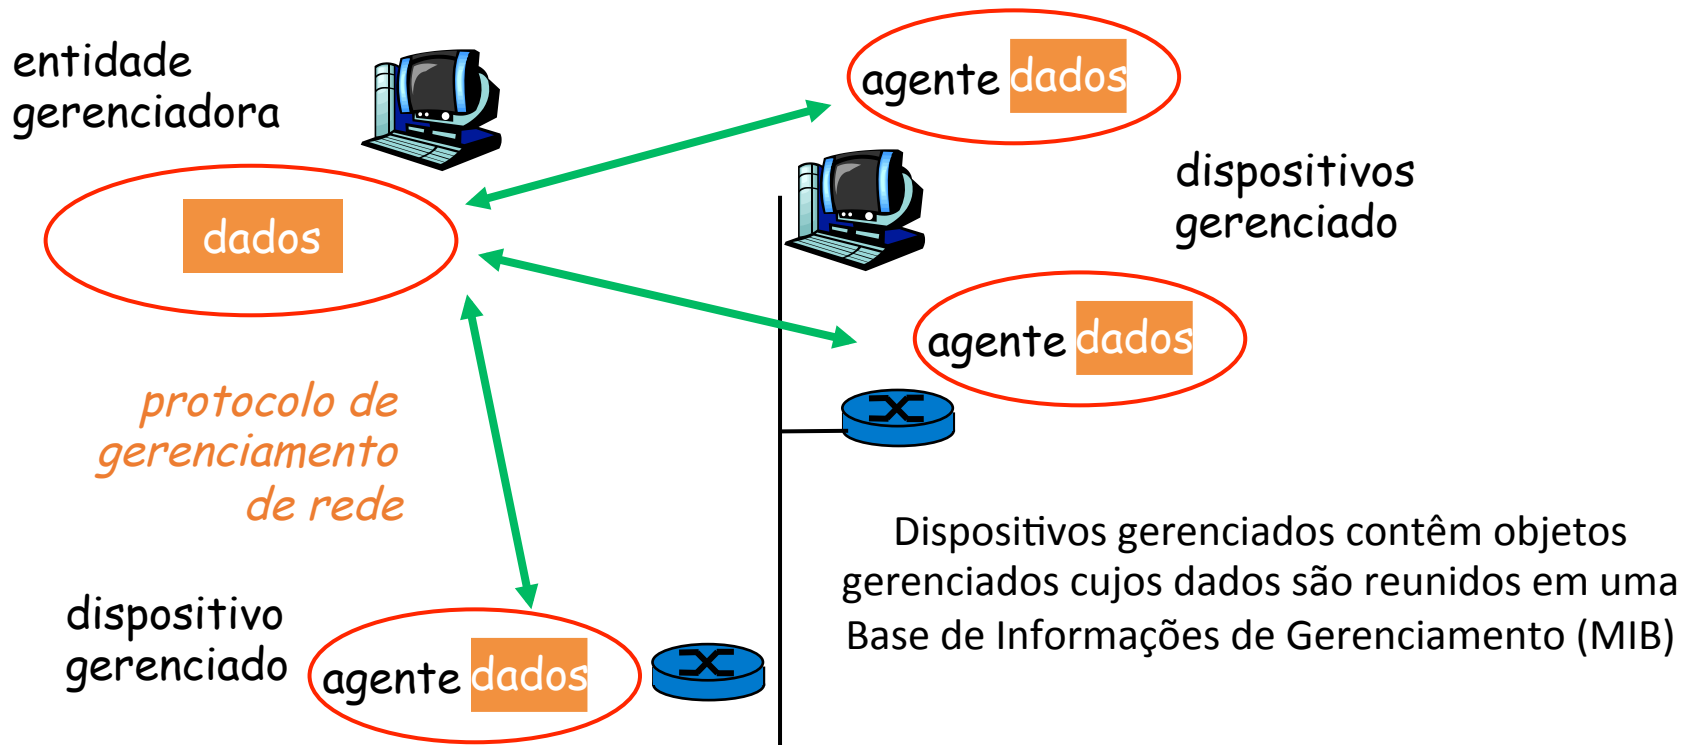 entidade
gerenciadora
dados
agente dados
dispositivos
gerenciado
agente dados
protocolo de
gerenciamento
de rede
Dispositivos gerenciados contêm objetos
gerenciados cujos dados são reunidos em uma
Base de Informações de Gerenciamento (MIB)
dispositivo
gerenciado
agente dados